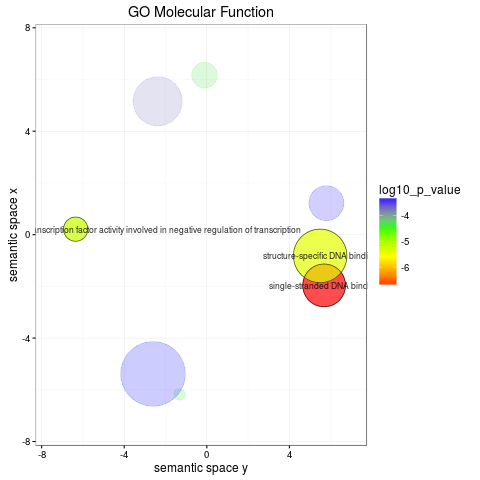 GO Molecular Function
8
4
0
-4
-8
semantic space x
nscription factor activity involved in negative regulation of transcription
structure-specific DNA bindi
single-stranded DNA bind
-8
-4
0
4
semantic space y
log10_p_value
-4
-5
-6